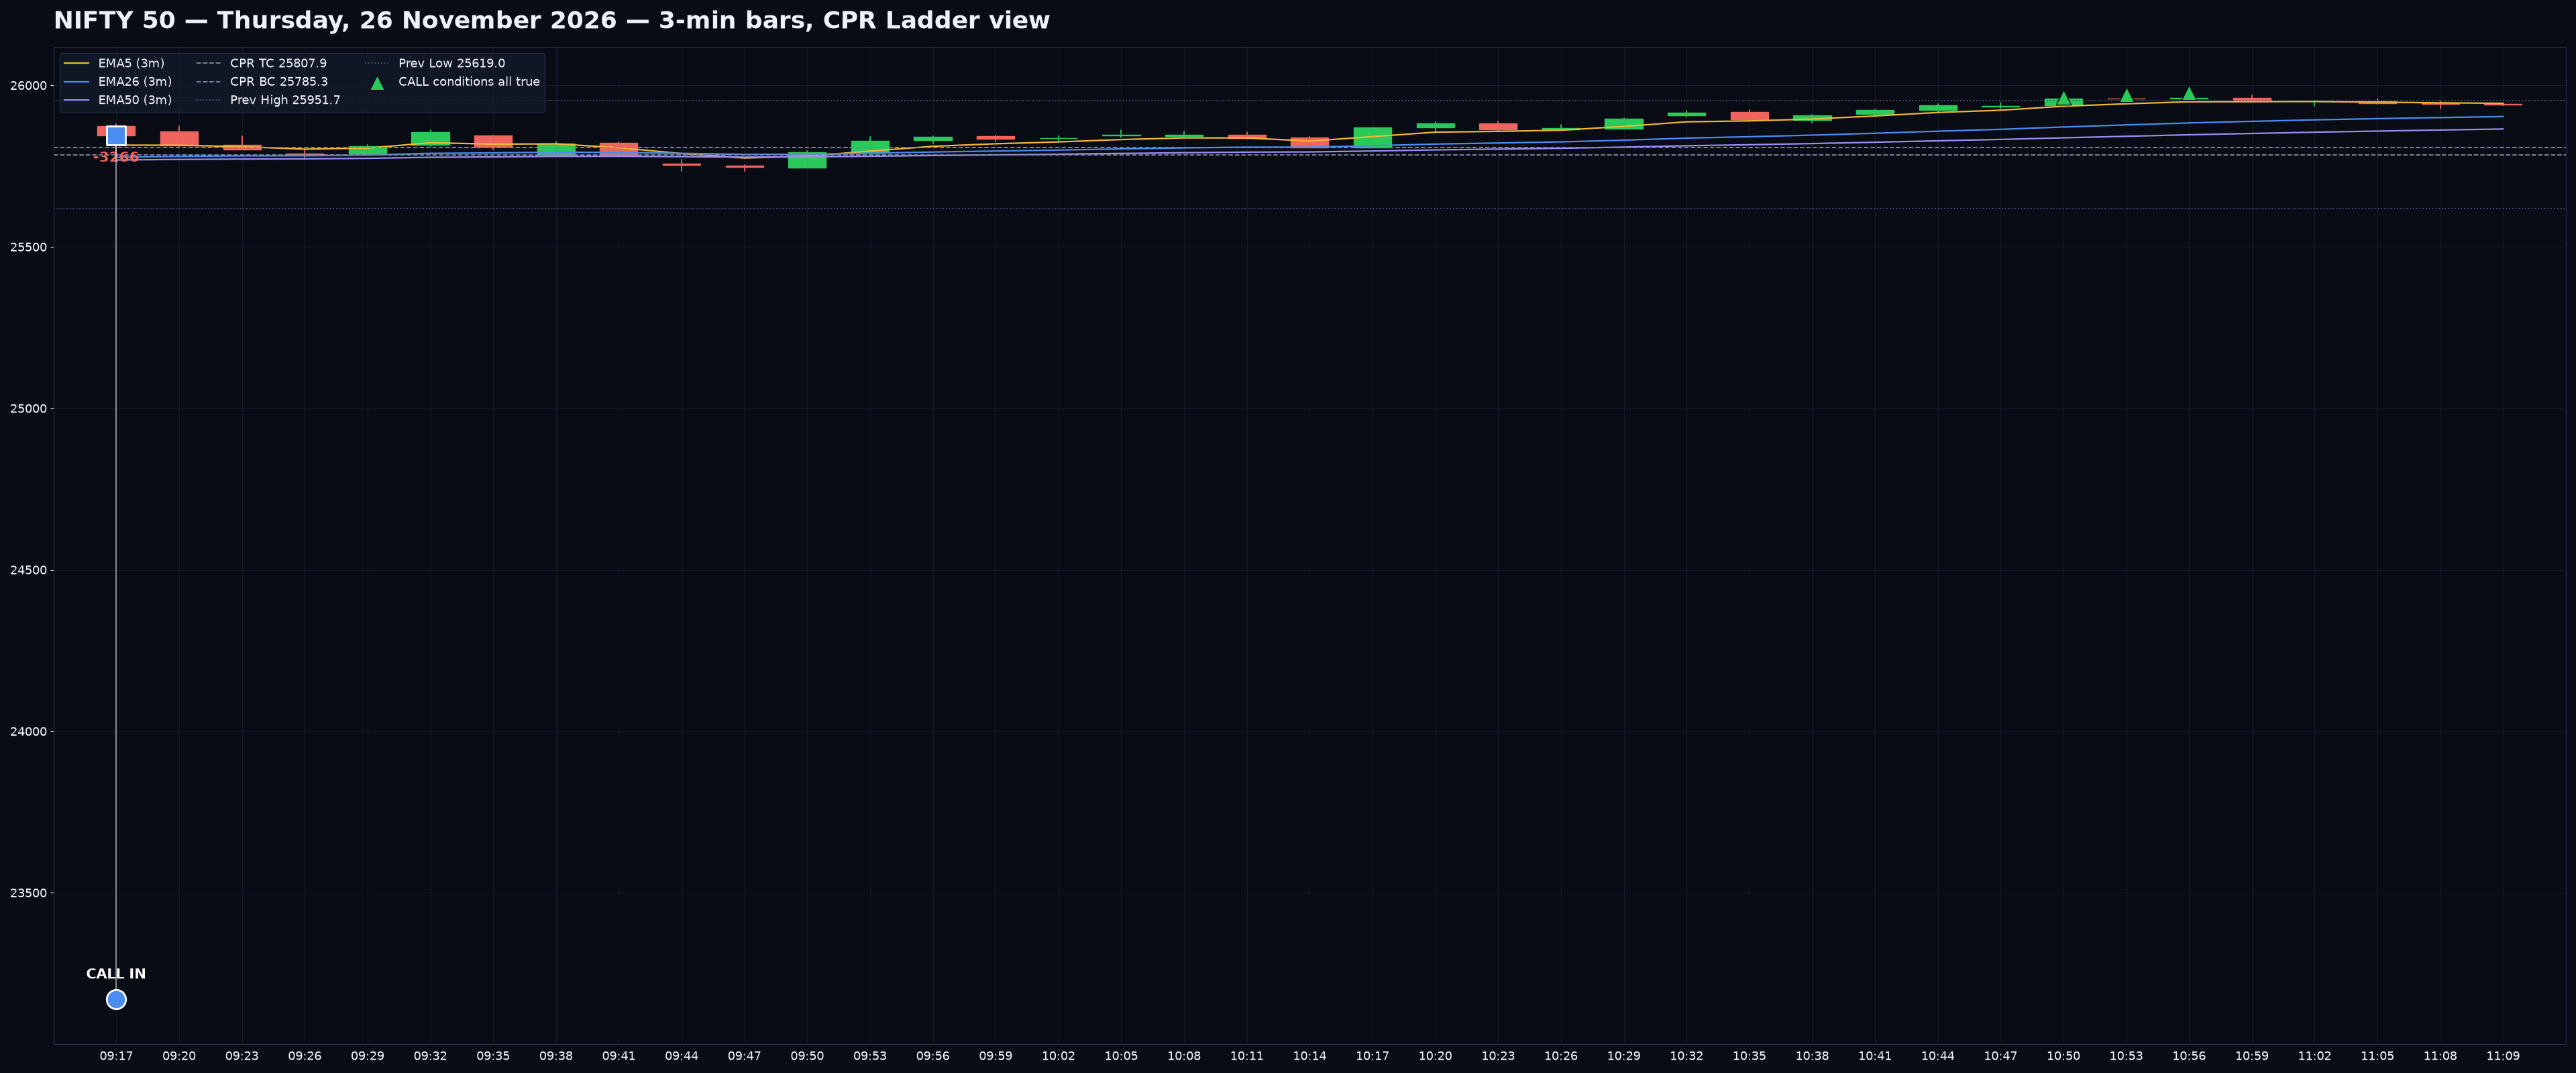 NIFTY 50 — Thursday, 26 November 2026 — 3-min bars, CPR Ladder view
EMA5 (3m)
EMA26 (3m)
EMA50 (3m)
CPR TC 25807.9
CPR BC 25785.3
Prev High 25951.7
Prev Low 25619.0
CALL conditions all true
26000
25500
25000
24500
24000
23500
-3266
CALL IN
09:17 09:20 09:23 09:26 09:29 09:32 09:35 09:38 09:41 09:44 09:47 09:50 09:53 09:56 09:59 10:02 10:05 10:08 10:11 10:14 10:17 10:20 10:23 10:26 10:29 10:32 10:35 10:38 10:41 10:44 10:47 10:50 10:53 10:56 10:59 11:02 11:05 11:08 11:09